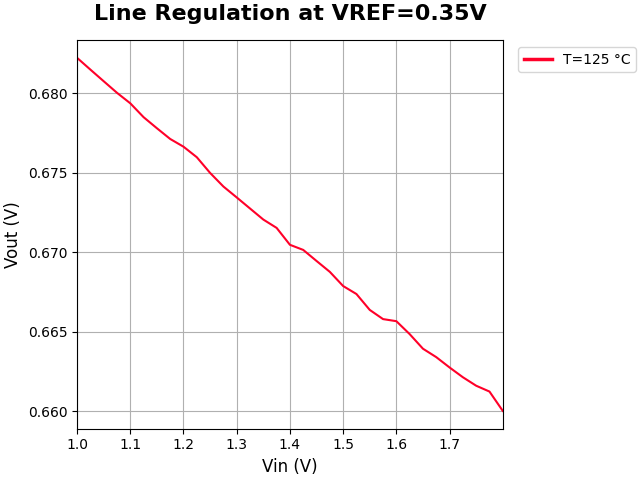 Line Regulation at VREF=0.35V
T=125 °C
Vout (V)
0.680
0.675
0.670
0.665
0.660
1.0 1.1 1.2 1.3 1.4 1.5 1.6 1.7
Vin (V)